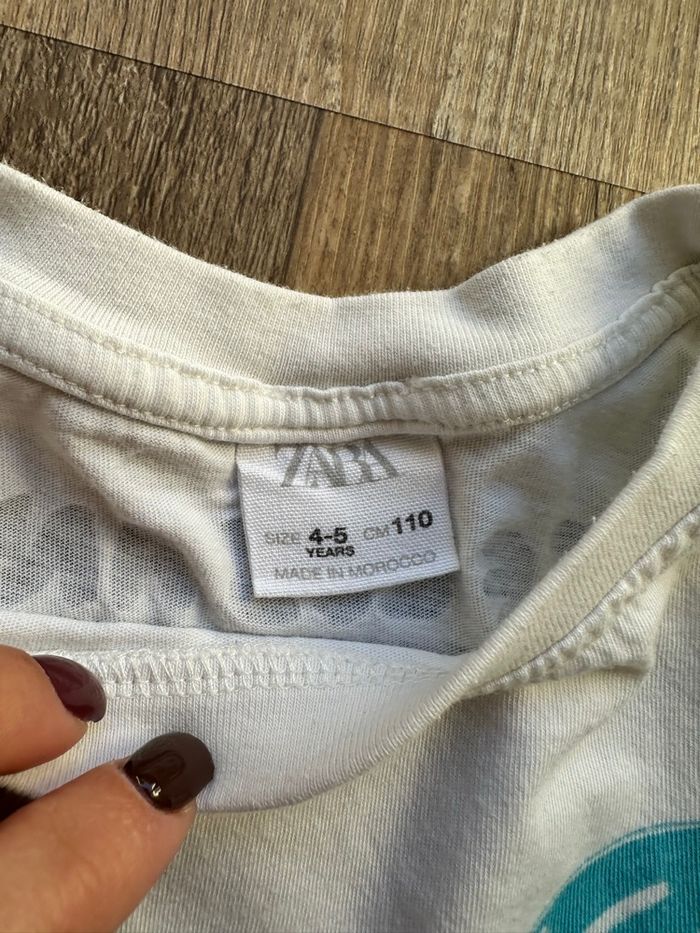 ZARA
SIZE 4-5 CM 110
YEARS
MADE IN MOROCCO